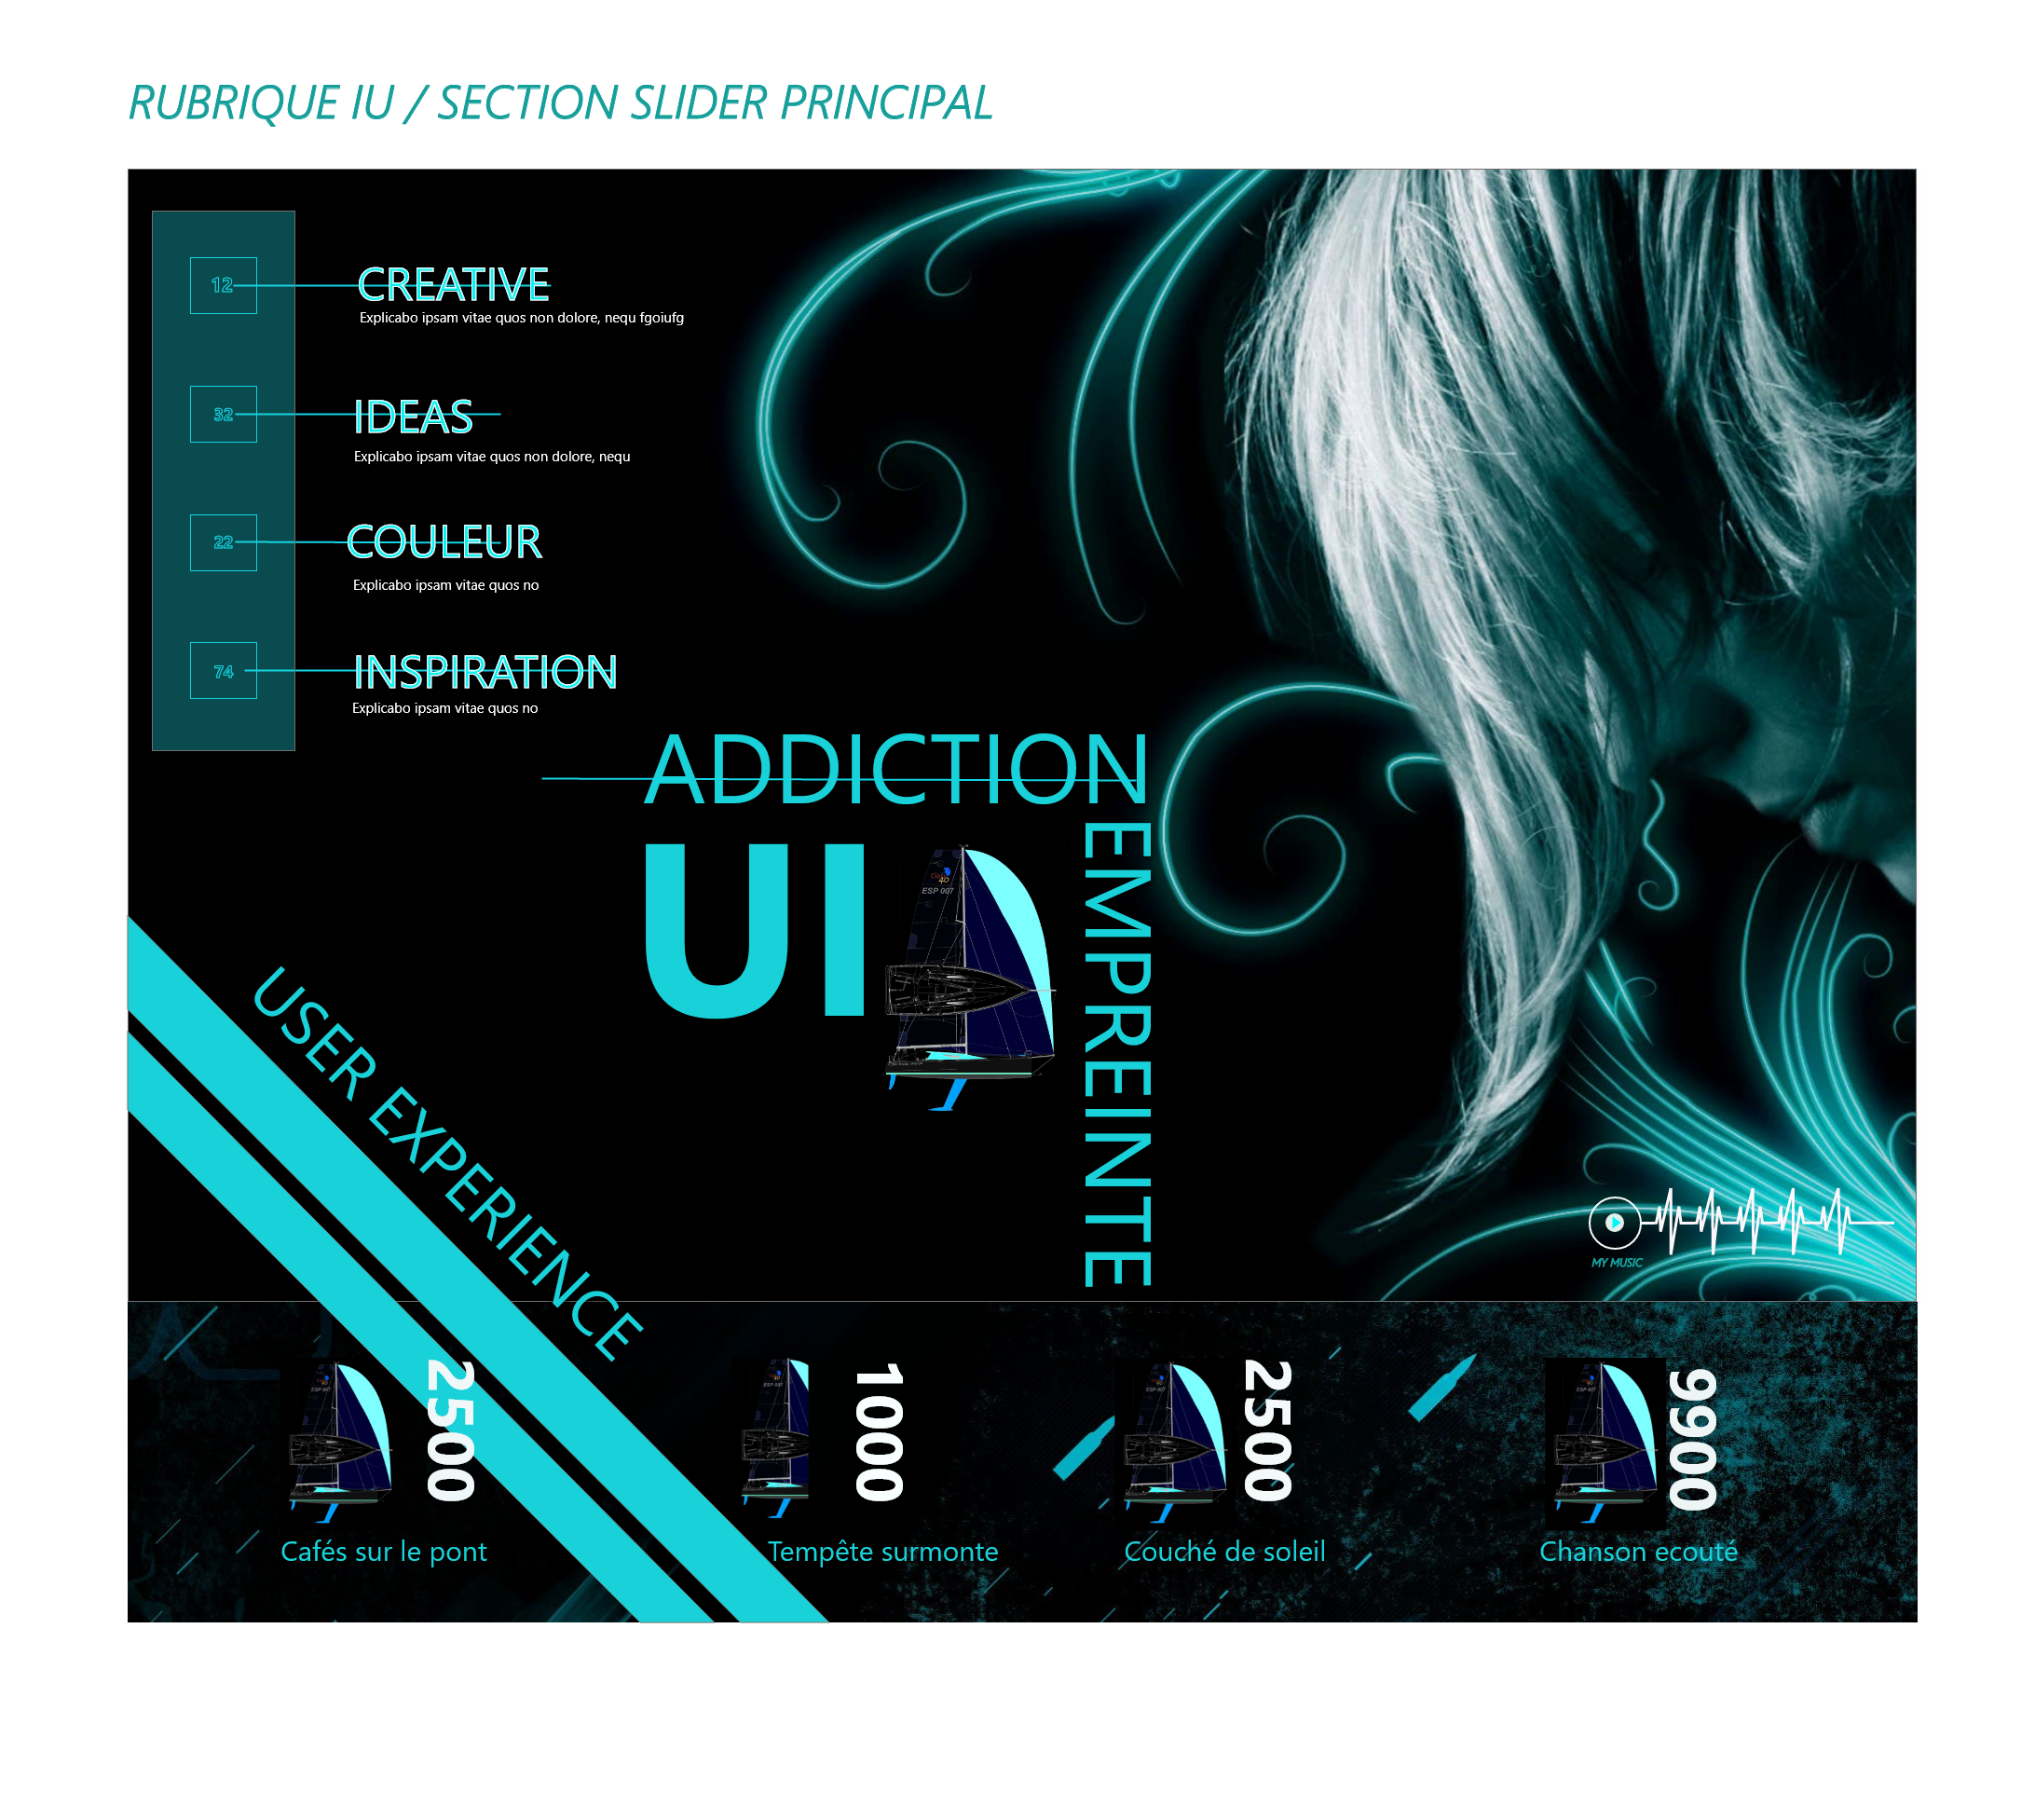 RUBRIQUE IU / SECTION SLIDER PRINCIPAL
12
CREATIVE
Explicabo ipsam vitae quos non dolore, nequ fgoiufg
32
IDEAS
Explicabo ipsam vitae quos non dolore, nequ
22
COULEUR
Explicabo ipsam vitae quos no
74
INSPIRATION
Explicabo ipsam vitae quos no
ADDICTION
UI
40
ESP 007
EMPREINTE
USER EXPERIENCE
MY MUSIC
2500
Cafés sur le pont
1000
Tempête surmonte
2500
Couché de soleil
9900
Chanson ecouté